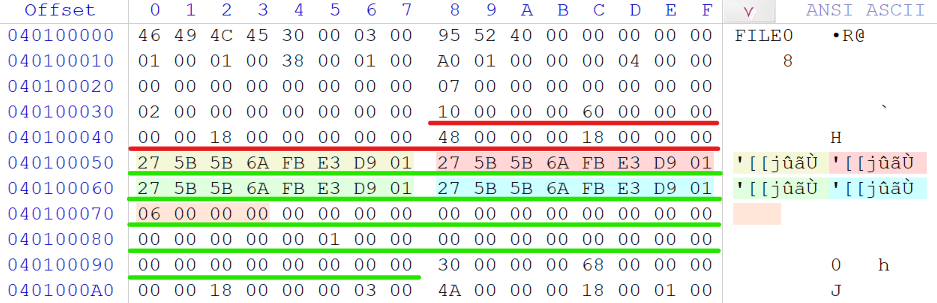 Offset 0 1 2 3 4 5 6 7 8 9 A B C D E F ANSI ASCII
040100000 46 49 4C 45 30 00 03 00 95 52 40 00 00 00 00 00 FILE0 •R@
040100010 01 00 01 00 38 00 01 00 A0 01 00 00 00 04 00 00 8
040100020 00 00 00 00 00 00 00 00 07 00 00 00 00 00 00 00
040100030 02 00 00 00 00 00 00 00 10 00 00 00 60 00 00 00 `
040100040 00 00 18 00 00 00 00 00 48 00 00 00 18 00 00 00 H
040100050 27 5B 5B 6A FB E3 D9 01 27 5B 5B 6A FB E3 D9 01 '[[jûãÙ '[[jûãÙ
040100060 27 5B 5B 6A FB E3 D9 01 27 5B 5B 6A FB E3 D9 01 '[[jûãÙ '[[jûãÙ
040100070 06 00 00 00 00 00 00 00 00 00 00 00 00 00 00 00
040100080 00 00 00 00 00 01 00 00 00 00 00 00 00 00 00 00
040100090 00 00 00 00 00 00 00 00 30 00 00 00 68 00 00 00 0 h
0401000A0 00 00 18 00 00 00 03 00 4A 00 00 00 18 00 01 00 J